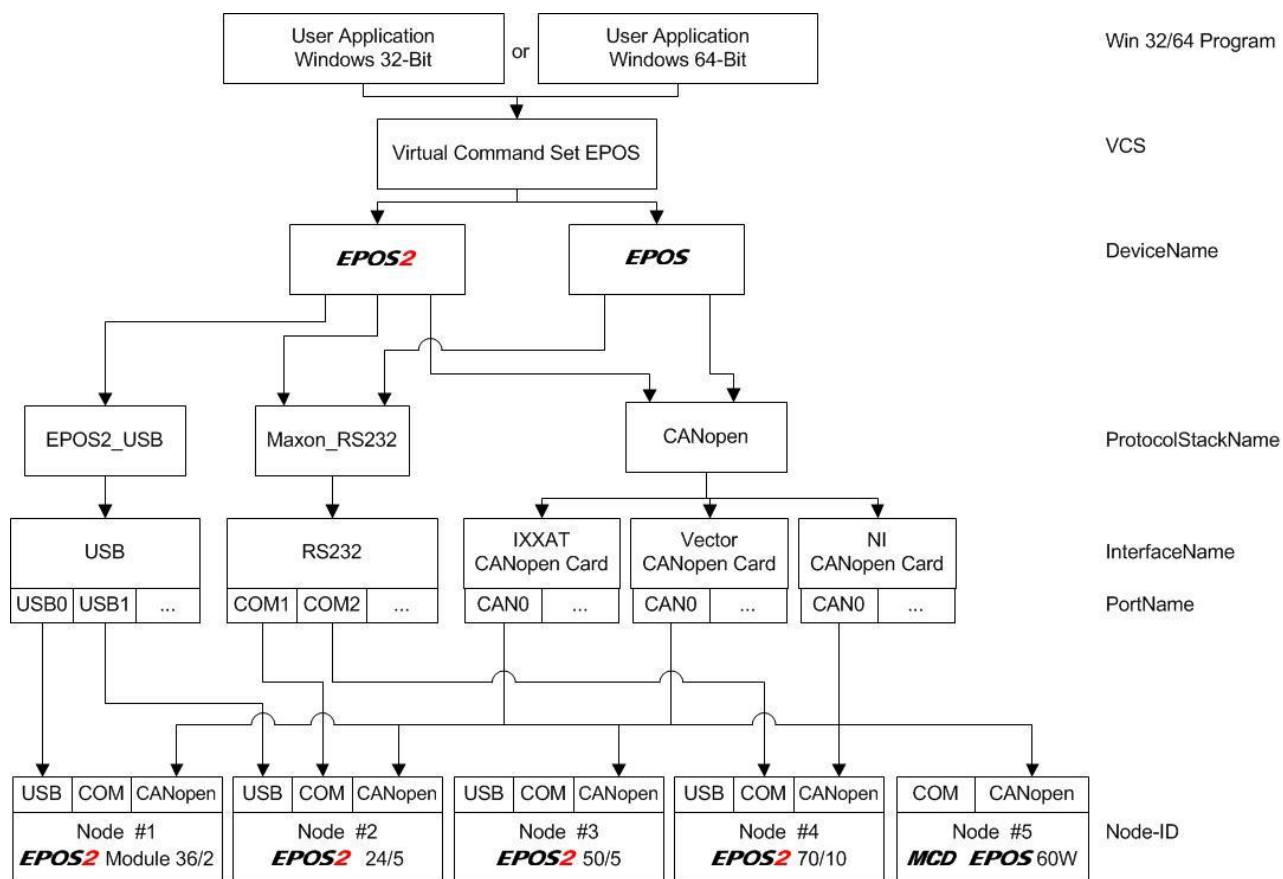 User Application
Windows 32-Bit
or
User Application
Windows 64-Bit
Win 32/64 Program
Virtual Command Set EPOS
VCS
EPOS2
EPOS
DeviceName
EPOS2_USB
Maxon_RS232
CANopen
ProtocolStackName
USB
RS232
IXXAT
CANopen Card
Vector
CANopen Card
NI
CANopen Card
InterfaceName
USB0 USB1 ...
COM1 COM2 ...
CAN0 ...
CAN0 ...
CAN0 ...
PortName
USB COM CANopen
USB COM CANopen
USB COM CANopen
USB COM CANopen
COM CANopen
Node #1
EPOS2 Module 36/2
Node #2
EPOS2 24/5
Node #3
EPOS2 50/5
Node #4
EPOS2 70/10
Node #5
MCD EPOS 60W
Node-ID